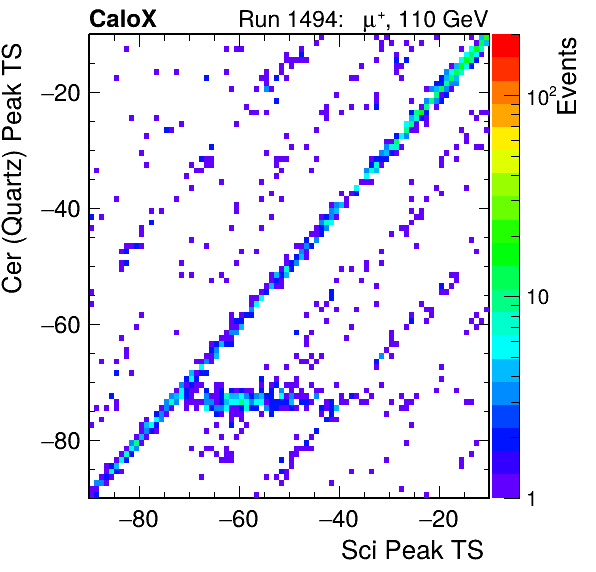 CaloX Run 1494: μ⁺, 110 GeV
Cer (Quartz) Peak TS
Events
−20
−40
−60
−80
10²
10
1
−80 −60 −40 −20
Sci Peak TS